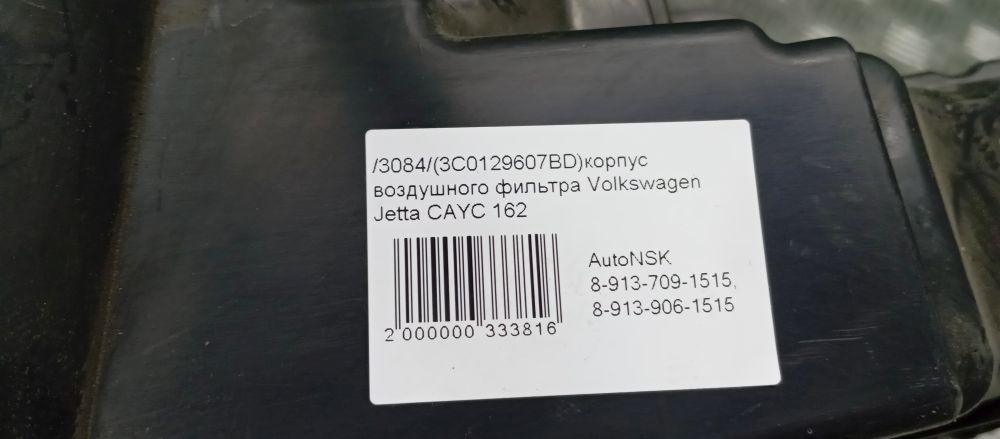 /3084/(3C0129607BD)корпус
воздушного фильтра Volkswagen
Jetta CAYC 162
AutoNSK
8-913-709-1515,
8-913-906-1515
2 000000 333816